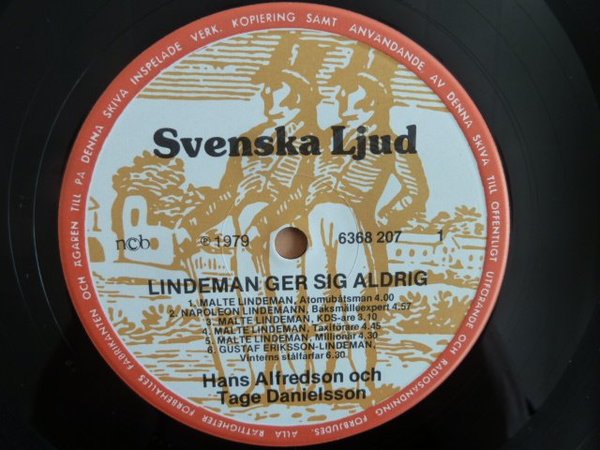 FABRIKANTEN OCH ÄGAREN TILL PÅ DENNA SKIVA INSPELADE VERK. KOPIERING SAMT ANVÄNDANDE AV DENNA SKIVA TILL OFFENTLIGT UTFÖRANDE OCH RADIOSÄNDNING FÖRBJUDES. ALLA RÄTTIGHETER FÖRBEHÅLLES
Svenska Ljud
ncb ℗ 1979 6368 207 1
LINDEMAN GER SIG ALDRIG
1. MALTE LINDEMAN, Atomubåtsman 4.00
2. NAPOLEON LINDEMANN, Baksmälleexpert 4.57
3. MALTE LINDEMAN, KDS-are 3.10
4. MALTE LINDEMAN, Taxiförare 4.45
5. MALTE LINDEMAN, Millionär 4.30
6. GUSTAF ERIKSSON-LINDEMAN,
Vinterns stålfarfar 6.30
Hans Alfredson och
Tage Danielsson